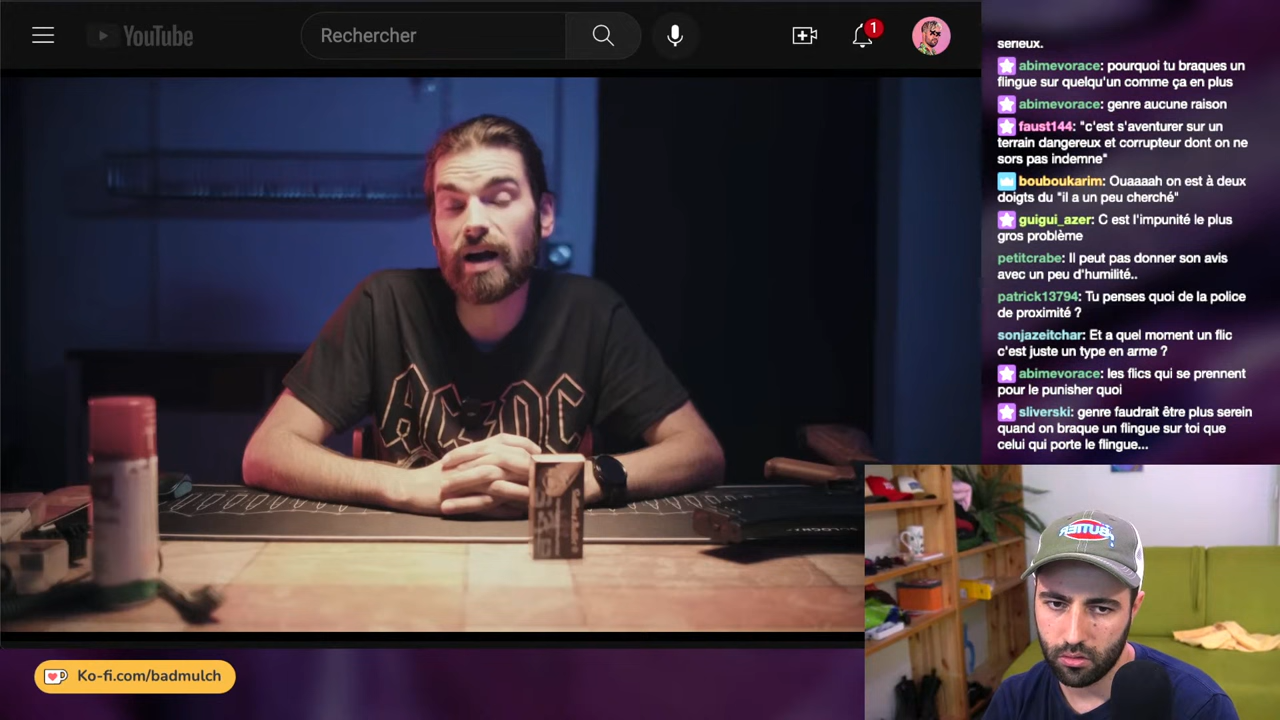 YouTube
Rechercher
1
serieux.
abimevorace: pourquoi tu braques un
flingue sur quelqu'un comme ça en plus
abimevorace: genre aucune raison
faust144: "c'est s'aventurer sur un
terrain dangereux et corrupteur dont on ne
sors pas indemne"
bouboukarim: Ouaaaah on est à deux
doigts du "il a un peu cherché"
guigui_azer: C est l'impunité le plus
gros problème
petitcrabe: Il peut pas donner son avis
avec un peu d'humilité..
patrick13794: Tu penses quoi de la police
de proximité ?
sonjazeitchar: Et a quel moment un flic
c'est juste un type en arme ?
abimevorace: les flics qui se prennent
pour le punisher quoi
sliverski: genre faudrait être plus serein
quand on braque un flingue sur toi que
celui qui porte le flingue...
AC DC
Ko-fi.com/badmulch